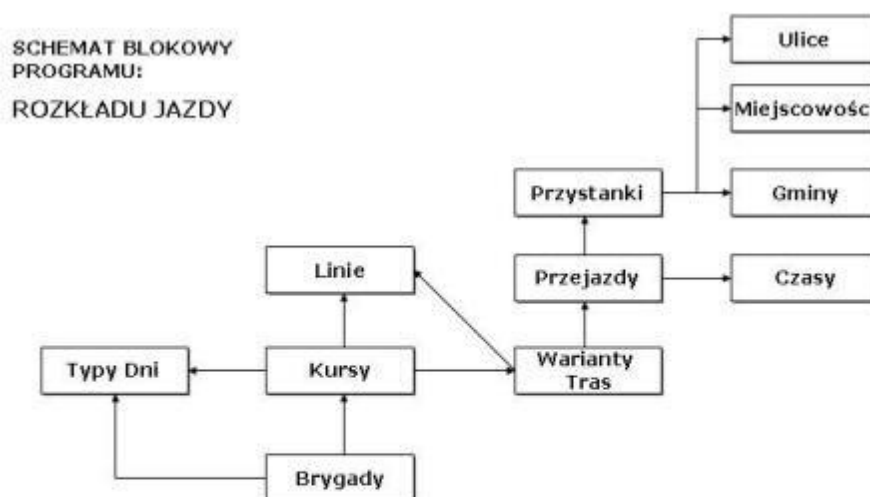 SCHEMAT BLOKOWY
PROGRAMU:
ROZKŁADU JAZDY
Ulice
Miejscowośc
Przystanki
Gminy
Linie
Przejazdy
Czasy
Typy Dni
Kursy
Warianty
Tras
Brygady